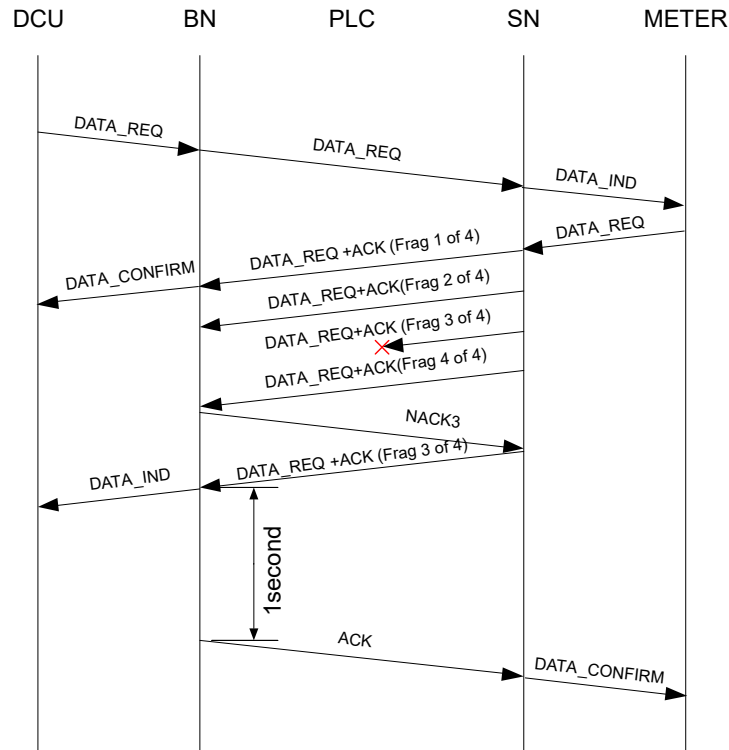 DCU BN PLC SN METER
DATA_REQ
DATA_REQ
DATA_IND
DATA_REQ
DATA_REQ +ACK (Frag 1 of 4)
DATA_CONFIRM
DATA_REQ+ACK(Frag 2 of 4)
DATA_REQ+ACK (Frag 3 of 4)
DATA_REQ+ACK(Frag 4 of 4)
NACK3
DATA_REQ +ACK (Frag 3 of 4)
DATA_IND
1second
ACK
DATA_CONFIRM